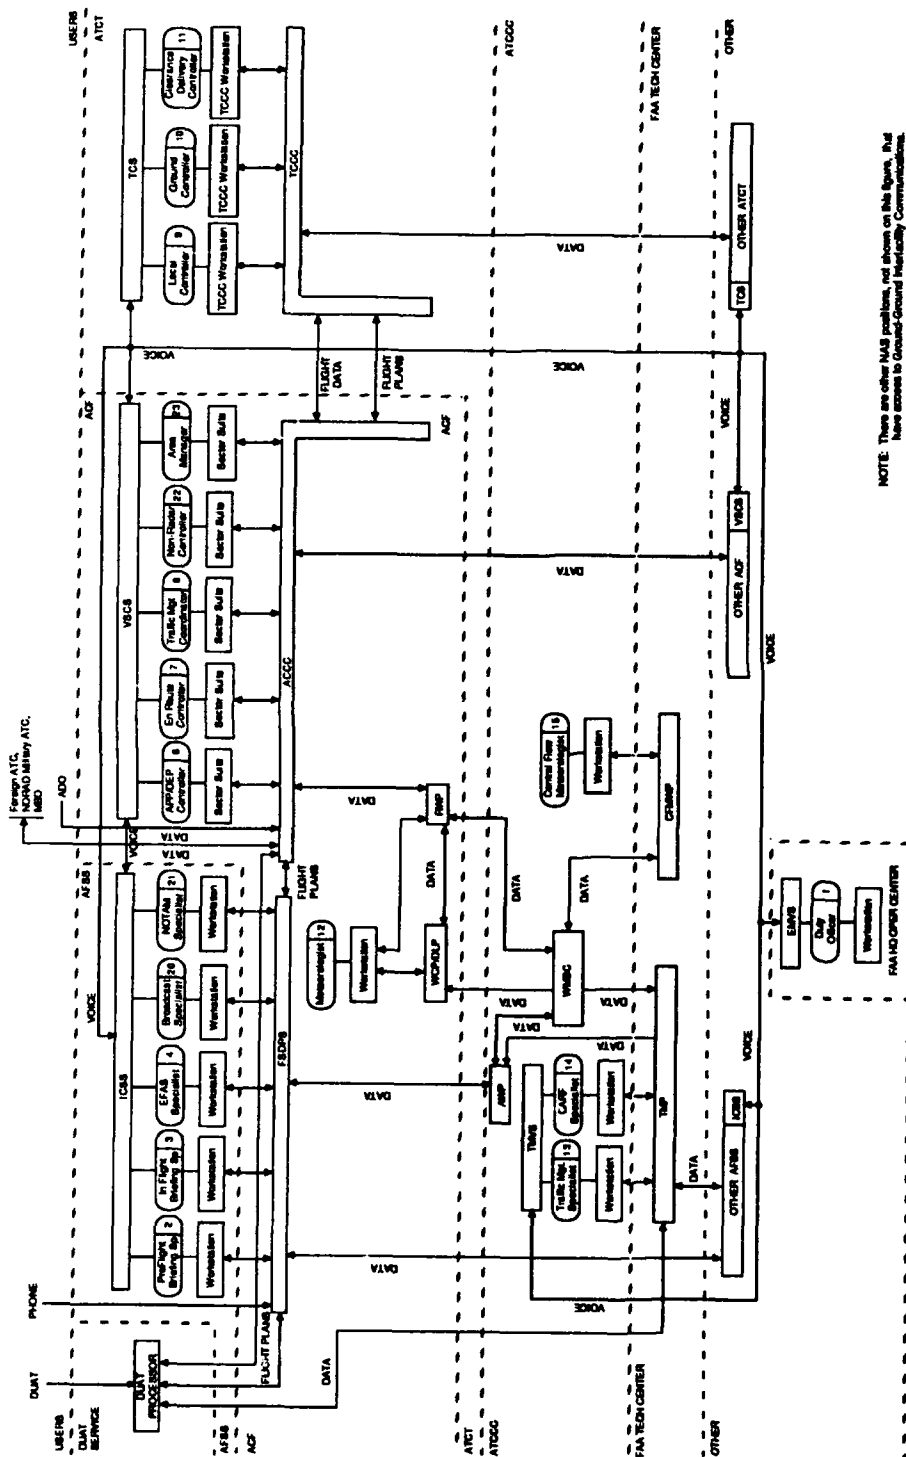 USERS
DUAT
SERVICE
DUAT
DUAT
PROCESSOR
AFSS
ACF
PHONE
FLIGHT PLANS
DATA
AFSS
VOICE
ICSS
PreFlight
Briefing Sp
2
In Flight
Briefing Sp
3
EFAS
Specialist
4
Broadcast
Specialist
20
NOTAM
Specialist
21
Workstation
Workstation
Workstation
Workstation
Workstation
FSDPS
Foreign ATC,
NORAD Military ATC,
MBO
ADO
DATA
DATA
VOICE
FLIGHT
PLANS
ACF
VSCS
APP/DEP
Controller
6
En Route
Controller
7
Traffic Mgt
Coordinator
8
Non-Radar
Controller
22
Area
Manager
23
Sector Suite
Sector Suite
Sector Suite
Sector Suite
Sector Suite
ACCC
ACF
VOICE
FLIGHT
DATA
FLIGHT
PLANS
USERS
ATCT
TCS
Local
Controller
9
Ground
Controller
10
Clearance
Delivery
Controller
11
TCCC Workstation
TCCC Workstation
TCCC Workstation
TCCC
Meteorologist
12
Workstation
WCP/DLP
DATA
RWP
DATA
DATA
DATA
DATA
DATA
ATCT
ATCCC
ATCCC
AWP
DATA
DATA
DATA
DATA
WMSC
DATA
TMVS
Traffic Mgt
Specialist
13
CARF
Specialist
14
Workstation
Workstation
TMP
Central Flow
Meteorologist
15
Workstation
CFMWP
FAA TECH CENTER
FAA TECH CENTER
OTHER
OTHER
DATA
VOICE
OTHER AFSS
ICSS
VOICE
OTHER ACF
VSCS
VOICE
VOICE
VOICE
TCS
OTHER ATCT
DATA
EMVS
Duty
Officer
1
Workstation
FAA HD OPER CENTER
NOTE: There are other NAS positions, not shown on this figure, that
have access to Ground-Ground Interfacility Communications.